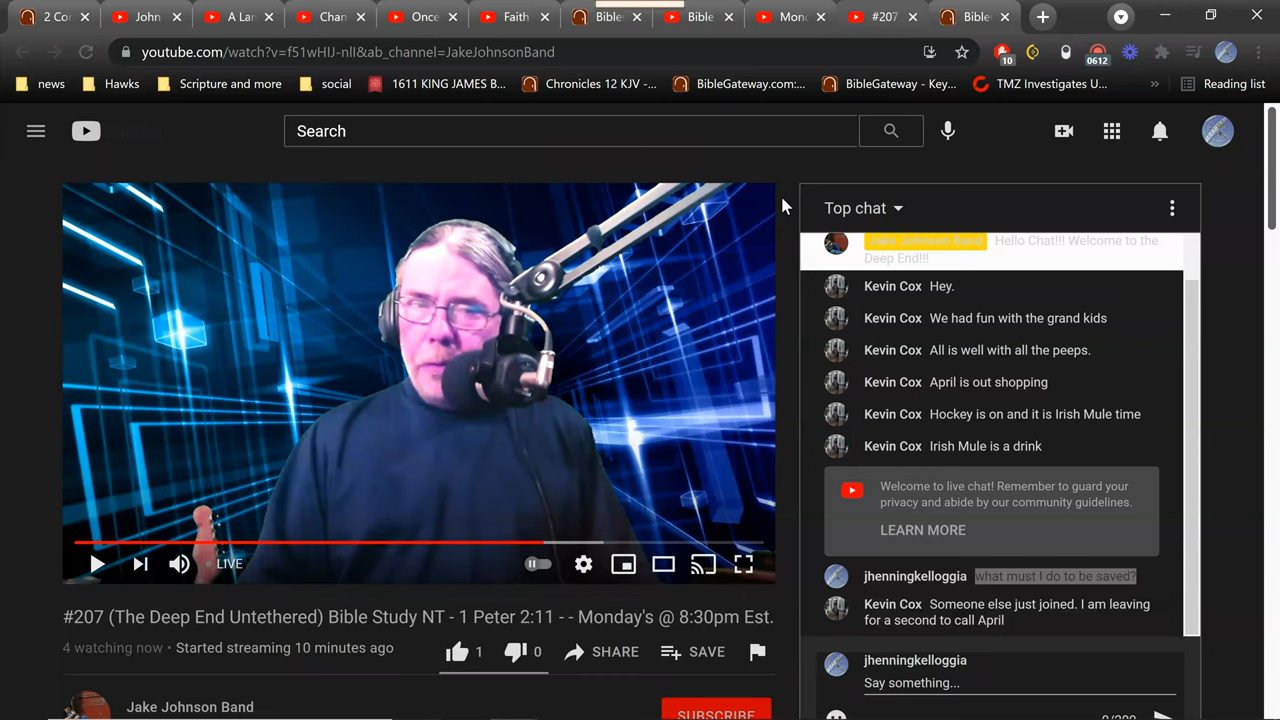 2 Co
John
A La
Chan
Once
Faith
Bible
Bible
Mond
#207
Bible
youtube.com/watch?v=f51wHIJ-nlI&ab_channel=JakeJohnsonBand
10
0612
news
Hawks
Scripture and more
social
1611 KING JAMES B...
Chronicles 12 KJV -...
BibleGateway.com:...
BibleGateway - Key...
TMZ Investigates U...
»
Reading list
Search
Top chat
Jake Johnson Band Hello Chat!!! Welcome to the
Deep End!!!
Kevin Cox Hey.
Kevin Cox We had fun with the grand kids
Kevin Cox All is well with all the peeps.
Kevin Cox April is out shopping
Kevin Cox Hockey is on and it is Irish Mule time
Kevin Cox Irish Mule is a drink
Welcome to live chat! Remember to guard your
privacy and abide by our community guidelines.
LEARN MORE
jhenningkelloggia what must I do to be saved?
Kevin Cox Someone else just joined. I am leaving
for a second to call April
jhenningkelloggia
Say something...
0/200
LIVE
#207 (The Deep End Untethered) Bible Study NT - 1 Peter 2:11 - - Monday's @ 8:30pm Est.
4 watching now • Started streaming 10 minutes ago
1
0
SHARE
SAVE
Jake Johnson Band
SUBSCRIBE